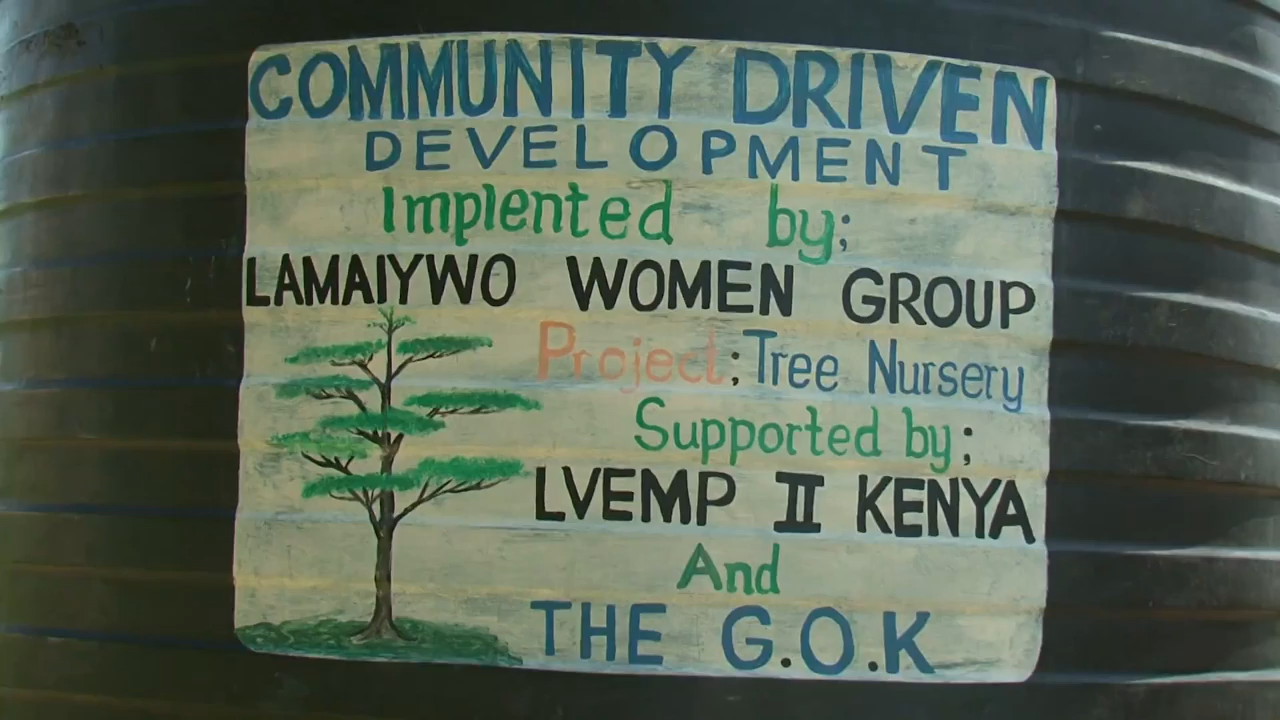 COMMUNITY DRIVEN
DEVELOPMENT
Implented by;
LAMAIYWO WOMEN GROUP
Project; Tree Nursery
Supported by;
LVEMP II KENYA
And
THE G.O.K